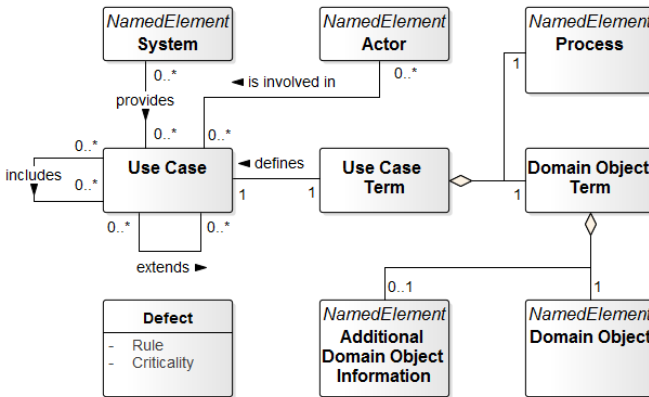 NamedElement
System
NamedElement
Actor
NamedElement
Process
0..*
0..*
1
◄ is involved in
provides
0..*
0..*
0..*
includes
0..*
Use Case
◄ defines
1
1
Use Case
Term
1
Domain Object
Term
0..*
0..*
extends ►
0..1
1
Defect
- Rule
- Criticality
NamedElement
Additional
Domain Object
Information
NamedElement
Domain Object